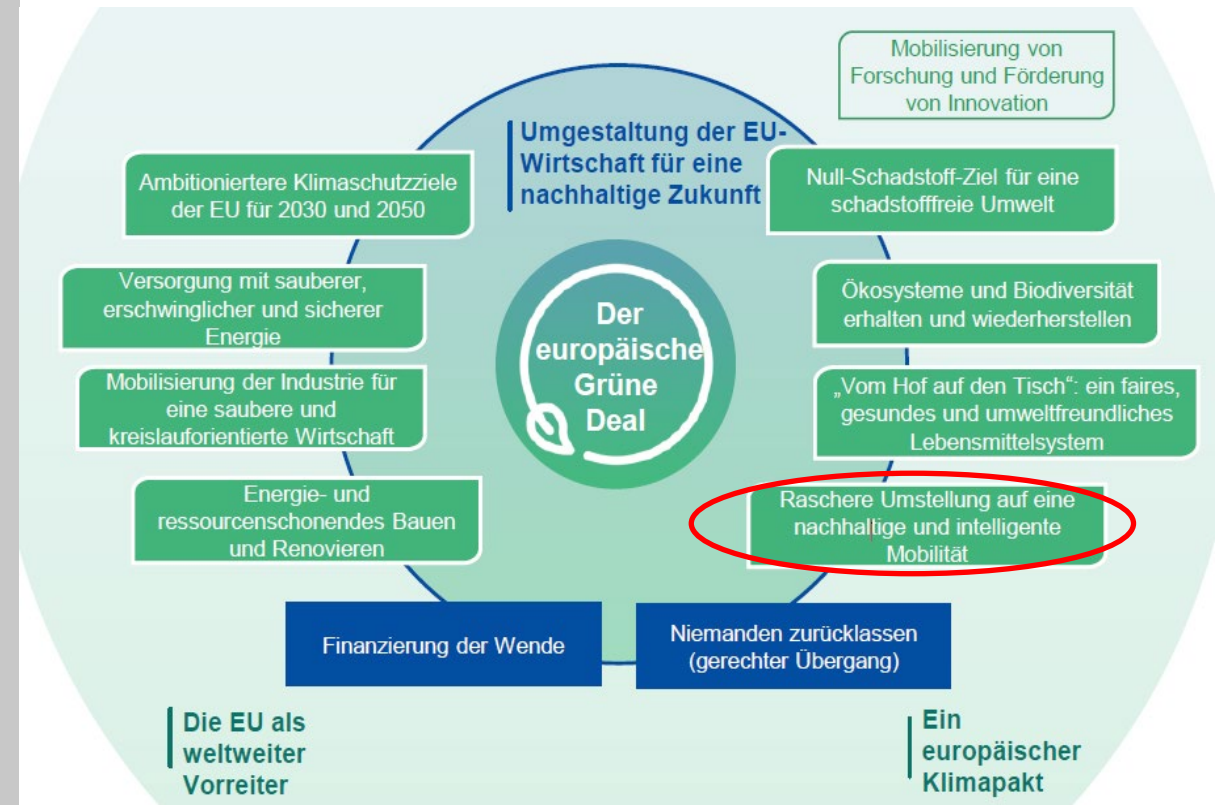 Mobilisierung von
Forschung und Förderung
von Innovation
Umgestaltung der EU-
Wirtschaft für eine
nachhaltige Zukunft
Ambitioniertere Klimaschutzziele
der EU für 2030 und 2050
Versorgung mit sauberer,
erschwinglicher und sicherer
Energie
Mobilisierung der Industrie für
eine saubere und
kreislauforientierte Wirtschaft
Energie- und
ressourcenschonendes Bauen
und Renovieren
Der
europäische
Grüne
Deal
Null-Schadstoff-Ziel für eine
schadstofffreie Umwelt
Ökosysteme und Biodiversität
erhalten und wiederherstellen
„Vom Hof auf den Tisch“: ein faires,
gesundes und umweltfreundliches
Lebensmittelsystem
Raschere Umstellung auf eine
nachhaltige und intelligente
Mobilität
Finanzierung der Wende
Niemanden zurücklassen
(gerechter Übergang)
Die EU als
weltweiter
Vorreiter
Ein
europäischer
Klimapakt